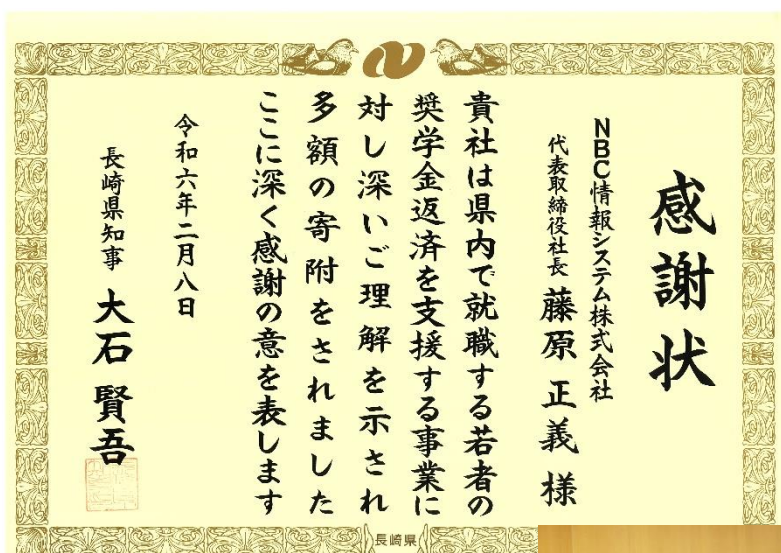 感謝状
NBC情報システム株式会社
代表取締役社長 藤原 正義 様
貴社は県内で就職する若者の
奨学金返済を支援する事業に
対し深いご理解を示され
多額の寄附をされました
ここに深く感謝の意を表します
令和六年二月八日
長崎県知事 大石 賢吾
長崎県